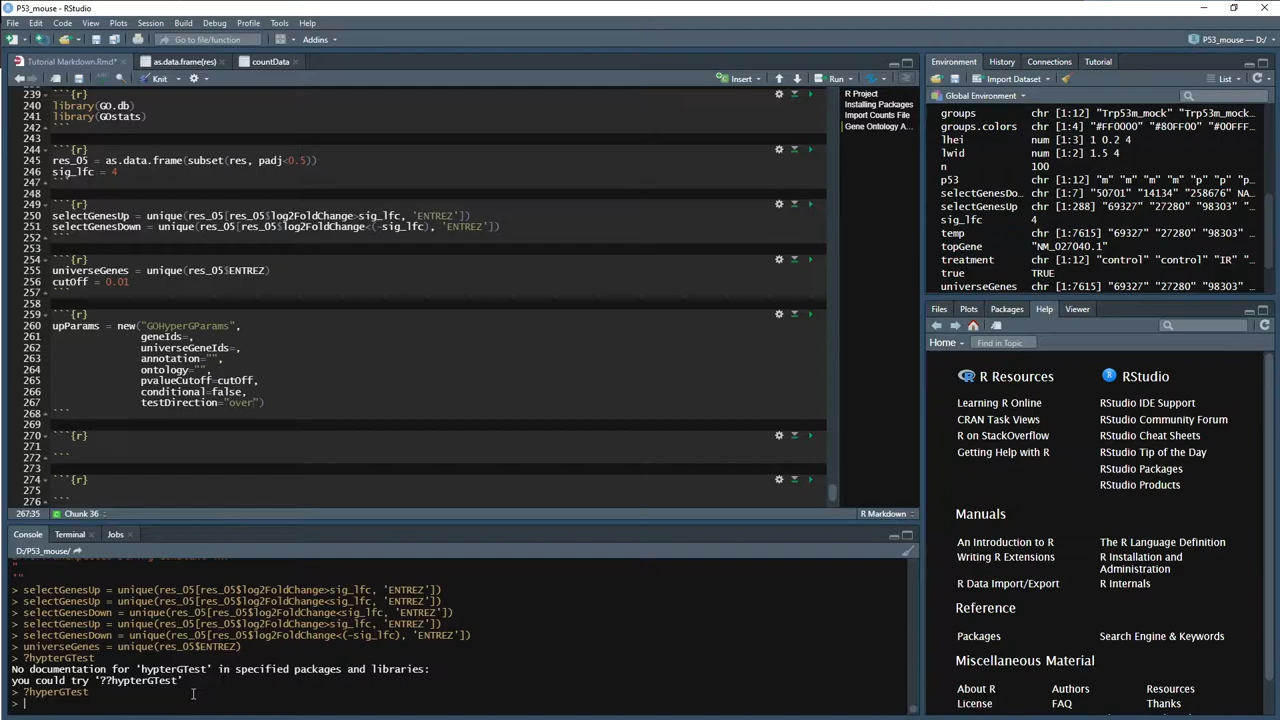 P53_mouse - RStudio
File Edit Code View Plots Session Build Debug Profile Tools Help
Go to file/function Addins P53_mouse — D:/
Tutorial Markdown.Rmd* as.data.frame(res) countData
Knit Insert Run
239 ```{r}
240 library(GO.db)
241 library(GOstats)
242 ```
243
244 ```{r}
245 res_05 = as.data.frame(subset(res, padj<0.5))
246 sig_lfc = 4
247 ```
248
249 ```{r}
250 selectGenesUp = unique(res_05[res_05$log2FoldChange>sig_lfc, 'ENTREZ'])
251 selectGenesDown = unique(res_05[res_05$log2FoldChange<(-sig_lfc), 'ENTREZ'])
252 ```
253
254 ```{r}
255 universeGenes = unique(res_05$ENTREZ)
256 cutOff = 0.01
257 ```
258
259 ```{r}
260 upParams = new("GOHyperGParams",
261 geneIds=,
262 universeGeneIds=,
263 annotation="",
264 ontology="",
265 pvalueCutoff=cutOff,
266 conditional=false,
267 testDirection="over")
268 ```
269
270 ```{r}
271
272 ```
273
274 ```{r}
275
276 ```
267:35 Chunk 36 R Markdown
R Project
Installing Packages
Import Counts File
Gene Ontology A...
Console Terminal Jobs
D:/P53_mouse/
"
'"
> selectGenesUp = unique(res_05[res_05$log2FoldChange>sig_lfc, 'ENTREZ'])
> selectGenesUp = unique(res_05[res_05$log2FoldChange>sig_lfc, 'ENTREZ'])
> selectGenesDown = unique(res_05[res_05$log2FoldChange<sig_lfc, 'ENTREZ'])
> selectGenesUp = unique(res_05[res_05$log2FoldChange>sig_lfc, 'ENTREZ'])
> selectGenesDown = unique(res_05[res_05$log2FoldChange<(-sig_lfc), 'ENTREZ'])
> universeGenes = unique(res_05$ENTREZ)
> ?hypterGTest
No documentation for 'hypterGTest' in specified packages and libraries:
you could try '??hypterGTest'
> ?hyperGTest
>
Environment History Connections Tutorial
Import Dataset List
Global Environment
groups chr [1:12] "Trp53m_mock" "Trp53m_mock"…
groups.colors chr [1:4] "#FF0000" "#80FF00" "#00FFF…
lhei num [1:3] 1 0.2 4
lwid num [1:2] 1.5 4
n 100
p53 chr [1:12] "m" "m" "m" "m" "p" "p" "p…
selectGenesDo… chr [1:7] "50701" "14134" "258676" NA…
selectGenesUp chr [1:288] "69327" "27280" "98303" …
sig_lfc 4
temp chr [1:7615] "69327" "27280" "98303" …
topGene "NM_027040.1"
treatment chr [1:12] "control" "control" "IR" "…
true TRUE
universeGenes chr [1:7615] "69327" "27280" "98303" …
Files Plots Packages Help Viewer
Home Find in Topic
R Resources
Learning R Online
CRAN Task Views
R on StackOverflow
Getting Help with R
RStudio
RStudio IDE Support
RStudio Community Forum
RStudio Cheat Sheets
RStudio Tip of the Day
RStudio Packages
RStudio Products
Manuals
An Introduction to R
Writing R Extensions
R Data Import/Export
The R Language Definition
R Installation and
Administration
R Internals
Reference
Packages
Search Engine & Keywords
Miscellaneous Material
About R
License
Authors
FAQ
Resources
Thanks